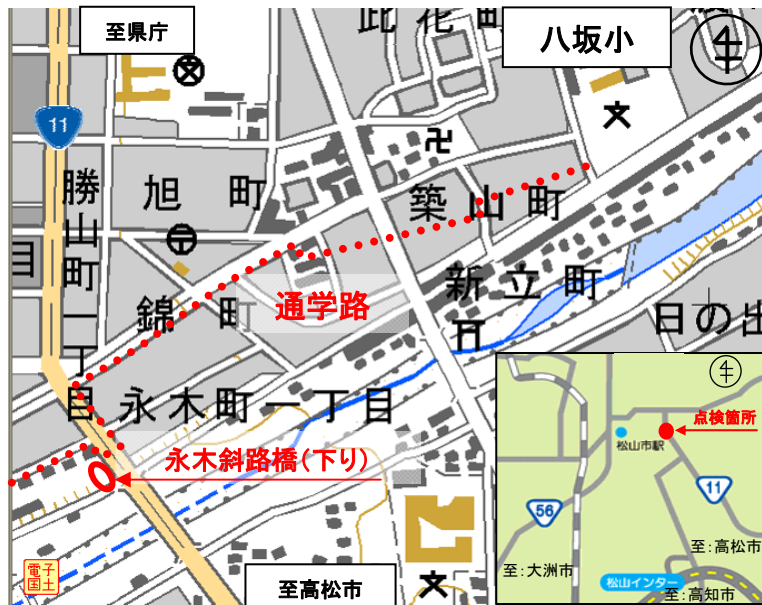 至県庁
此花町
八坂小
11
旭町
勝山町一丁目
目
築山町
新立町
錦町
通学路
日の出
永木町一丁目
永木斜路橋(下り)
点検箇所
松山市駅
11
56
至:高松市
至:大洲市
松山インター
至:高知市
電子
国土
至高松市